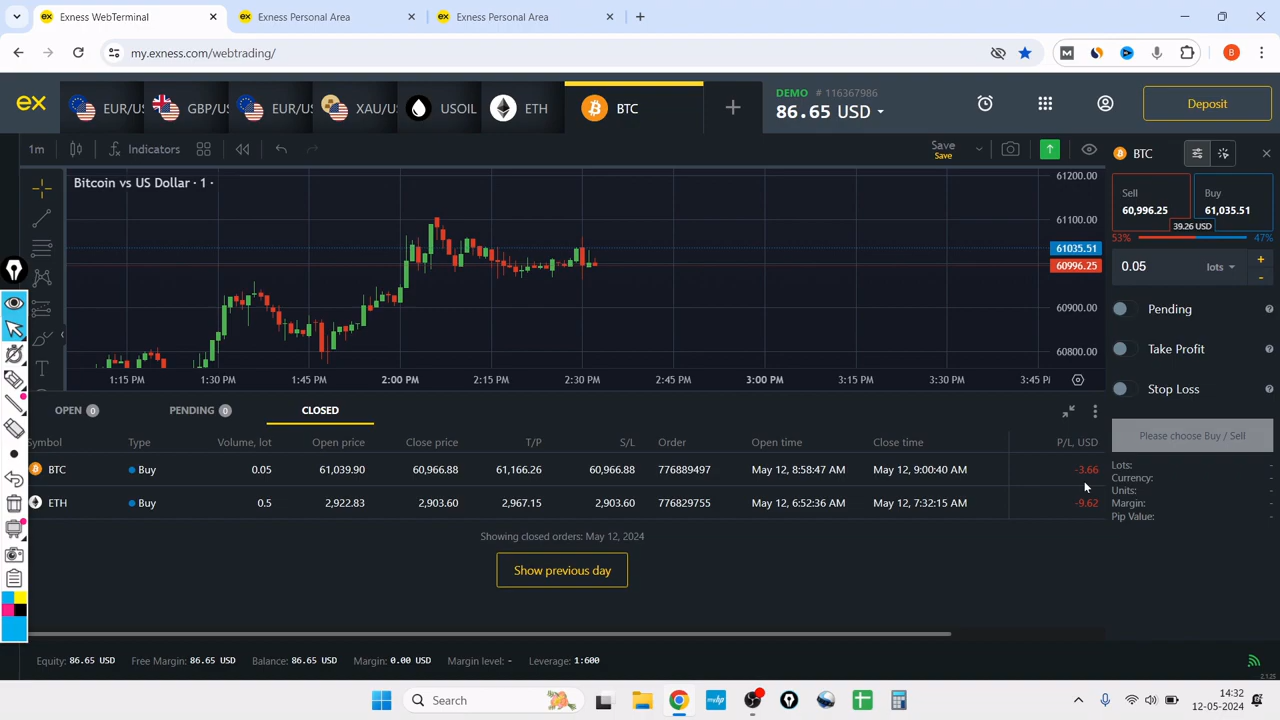 Exness WebTerminal
Exness Personal Area
Exness Personal Area
my.exness.com/webtrading/
M
B
ex
EUR/US
GBP/US
EUR/US
XAU/US
USOIL
ETH
BTC
DEMO # 116367986
86.65 USD
Deposit
1m
Indicators
Save
Save
BTC
Bitcoin vs US Dollar · 1 ·
61200.00
61100.00
61035.51
60996.25
60900.00
60800.00
1:15 PM
1:30 PM
1:45 PM
2:00 PM
2:15 PM
2:30 PM
2:45 PM
3:00 PM
3:15 PM
3:30 PM
3:45 P
Sell
60,996.25
Buy
61,035.51
39.26 USD
53%
47%
0.05
lots
Pending
Take Profit
Stop Loss
Please choose Buy / Sell
Lots: -
Currency: -
Units: -
Margin: -
Pip Value: -
OPEN 0
PENDING 0
CLOSED
Symbol Type Volume, lot Open price Close price T/P S/L Order Open time Close time P/L, USD
BTC Buy 0.05 61,039.90 60,966.88 61,166.26 60,966.88 776889497 May 12, 8:58:47 AM May 12, 9:00:40 AM -3.66
ETH Buy 0.5 2,922.83 2,903.60 2,967.15 2,903.60 776829755 May 12, 6:52:36 AM May 12, 7:32:15 AM -9.62
Showing closed orders: May 12, 2024
Show previous day
Equity: 86.65 USD Free Margin: 86.65 USD Balance: 86.65 USD Margin: 0.00 USD Margin level: - Leverage: 1:600
Search
myhp
14:32
12-05-2024